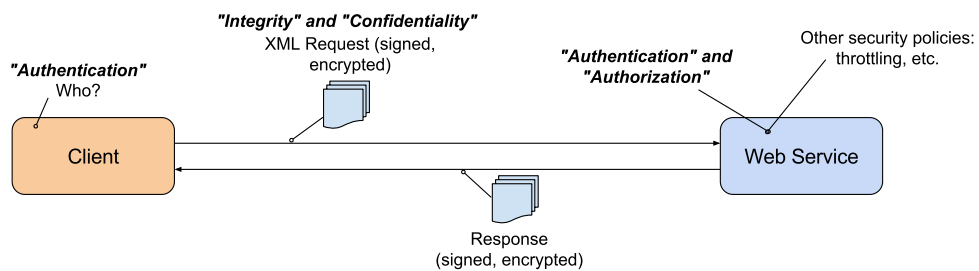 "Integrity" and "Confidentiality"
XML Request (signed,
encrypted)
"Authentication"
Who?
"Authentication" and
"Authorization"
Other security policies:
throttling, etc.
Client
Web Service
Response
(signed, encrypted)